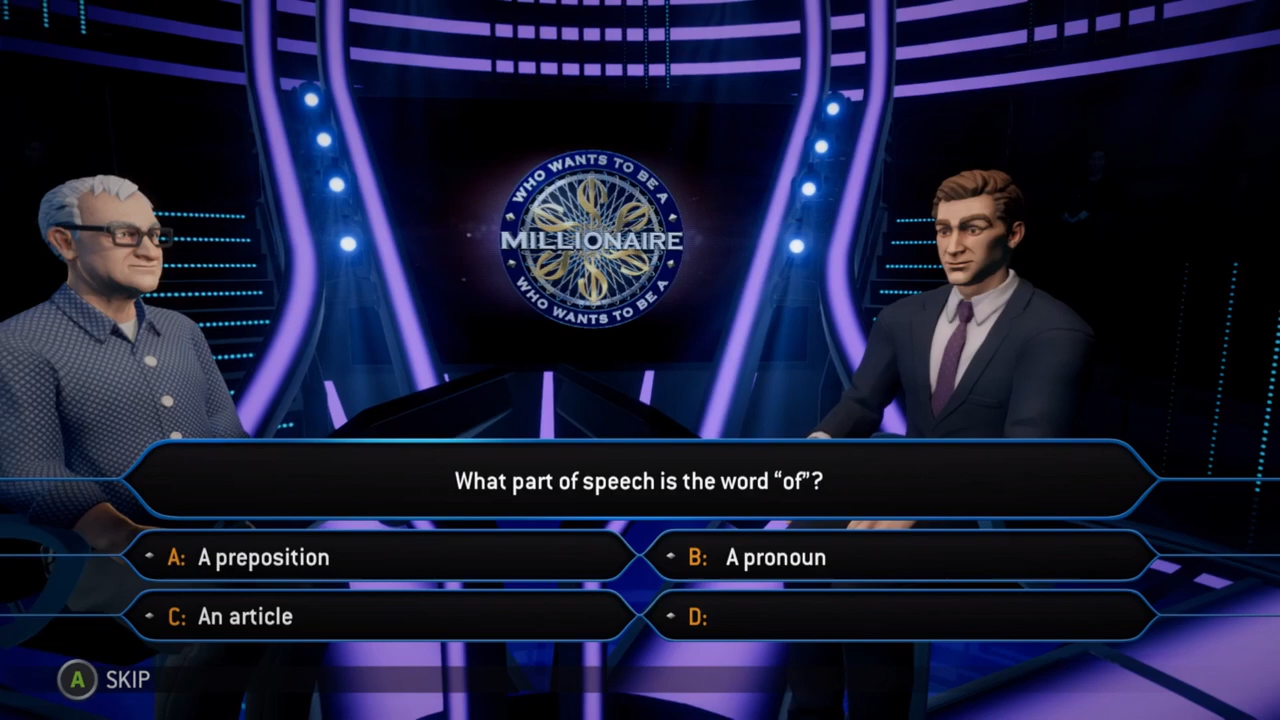 WHO WANTS TO BE A
MILLIONAIRE
WHO WANTS TO BE A
What part of speech is the word “of”?
A: A preposition
B: A pronoun
C: An article
D:
A SKIP